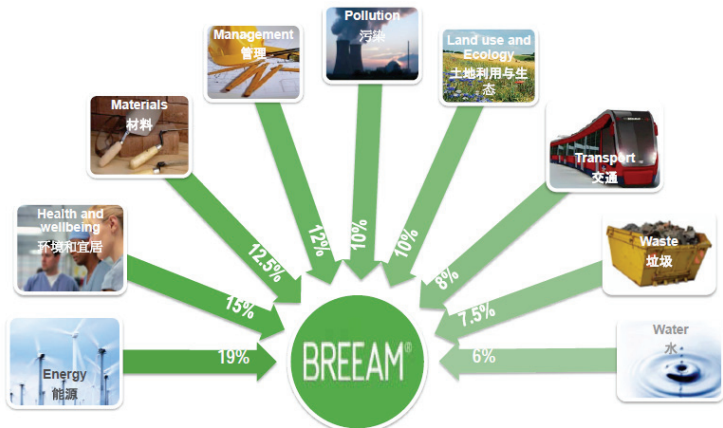 Pollution
污染
Management
管理
Land use and
Ecology
土地利用与生
态
Materials
材料
Transport
交通
Health and
wellbeing
环境和宜居
Waste
垃圾
Energy
能源
Water
水
19%
15%
12.5%
12%
10%
10%
8%
7.5%
6%
BREEAM®